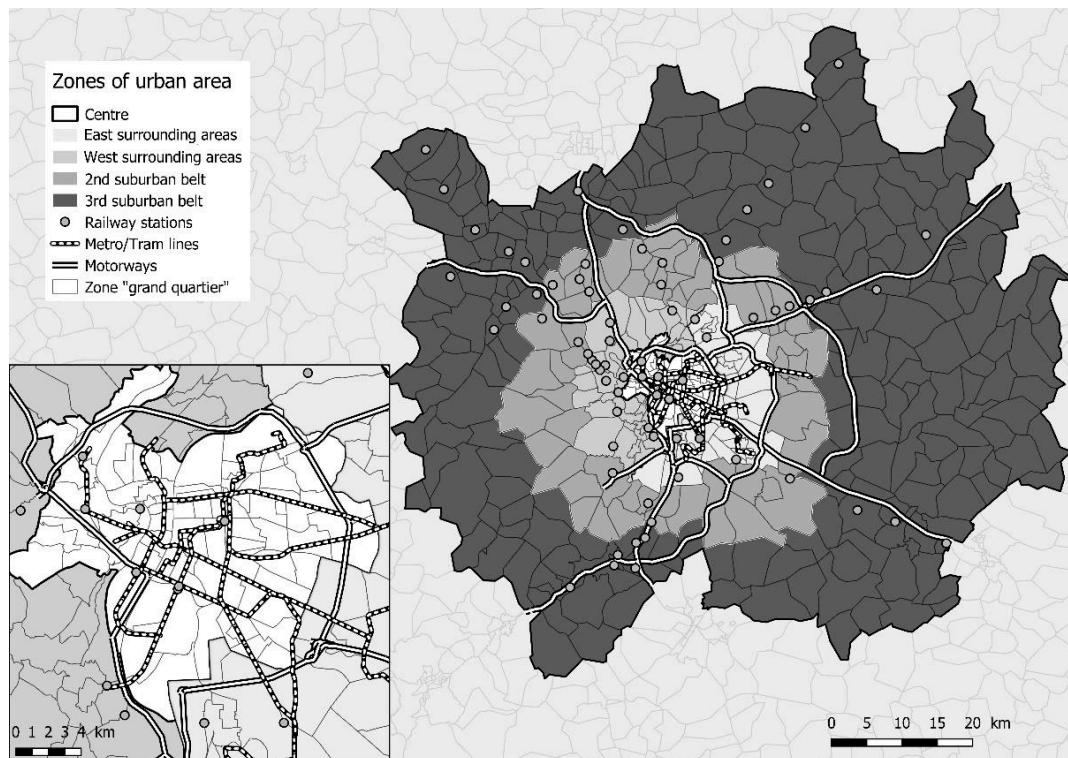 Zones of urban area
Centre
East surrounding areas
West surrounding areas
2nd suburban belt
3rd suburban belt
Railway stations
Metro/Tram lines
Motorways
Zone "grand quartier"
0 1 2 3 4 km
0 5 10 15 20 km